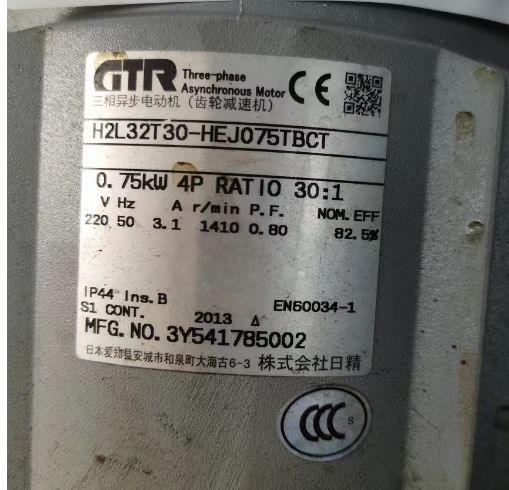 GTR Three-phase
Asynchronous Motor CE
三相异步电动机（齿轮减速机）
H2L32T30-HEJ075TBCT
0.75kW 4P RATIO 30:1
V Hz A r/min P.F. NOM.EFF
220 50 3.1 1410 0.80 82.5%
IP44 Ins.B EN60034-1
S1 CONT. 2013 Δ
MFG.NO.3Y541785002
日本爱知县安城市和泉町大海古6-3 株式会社日精
CCC S